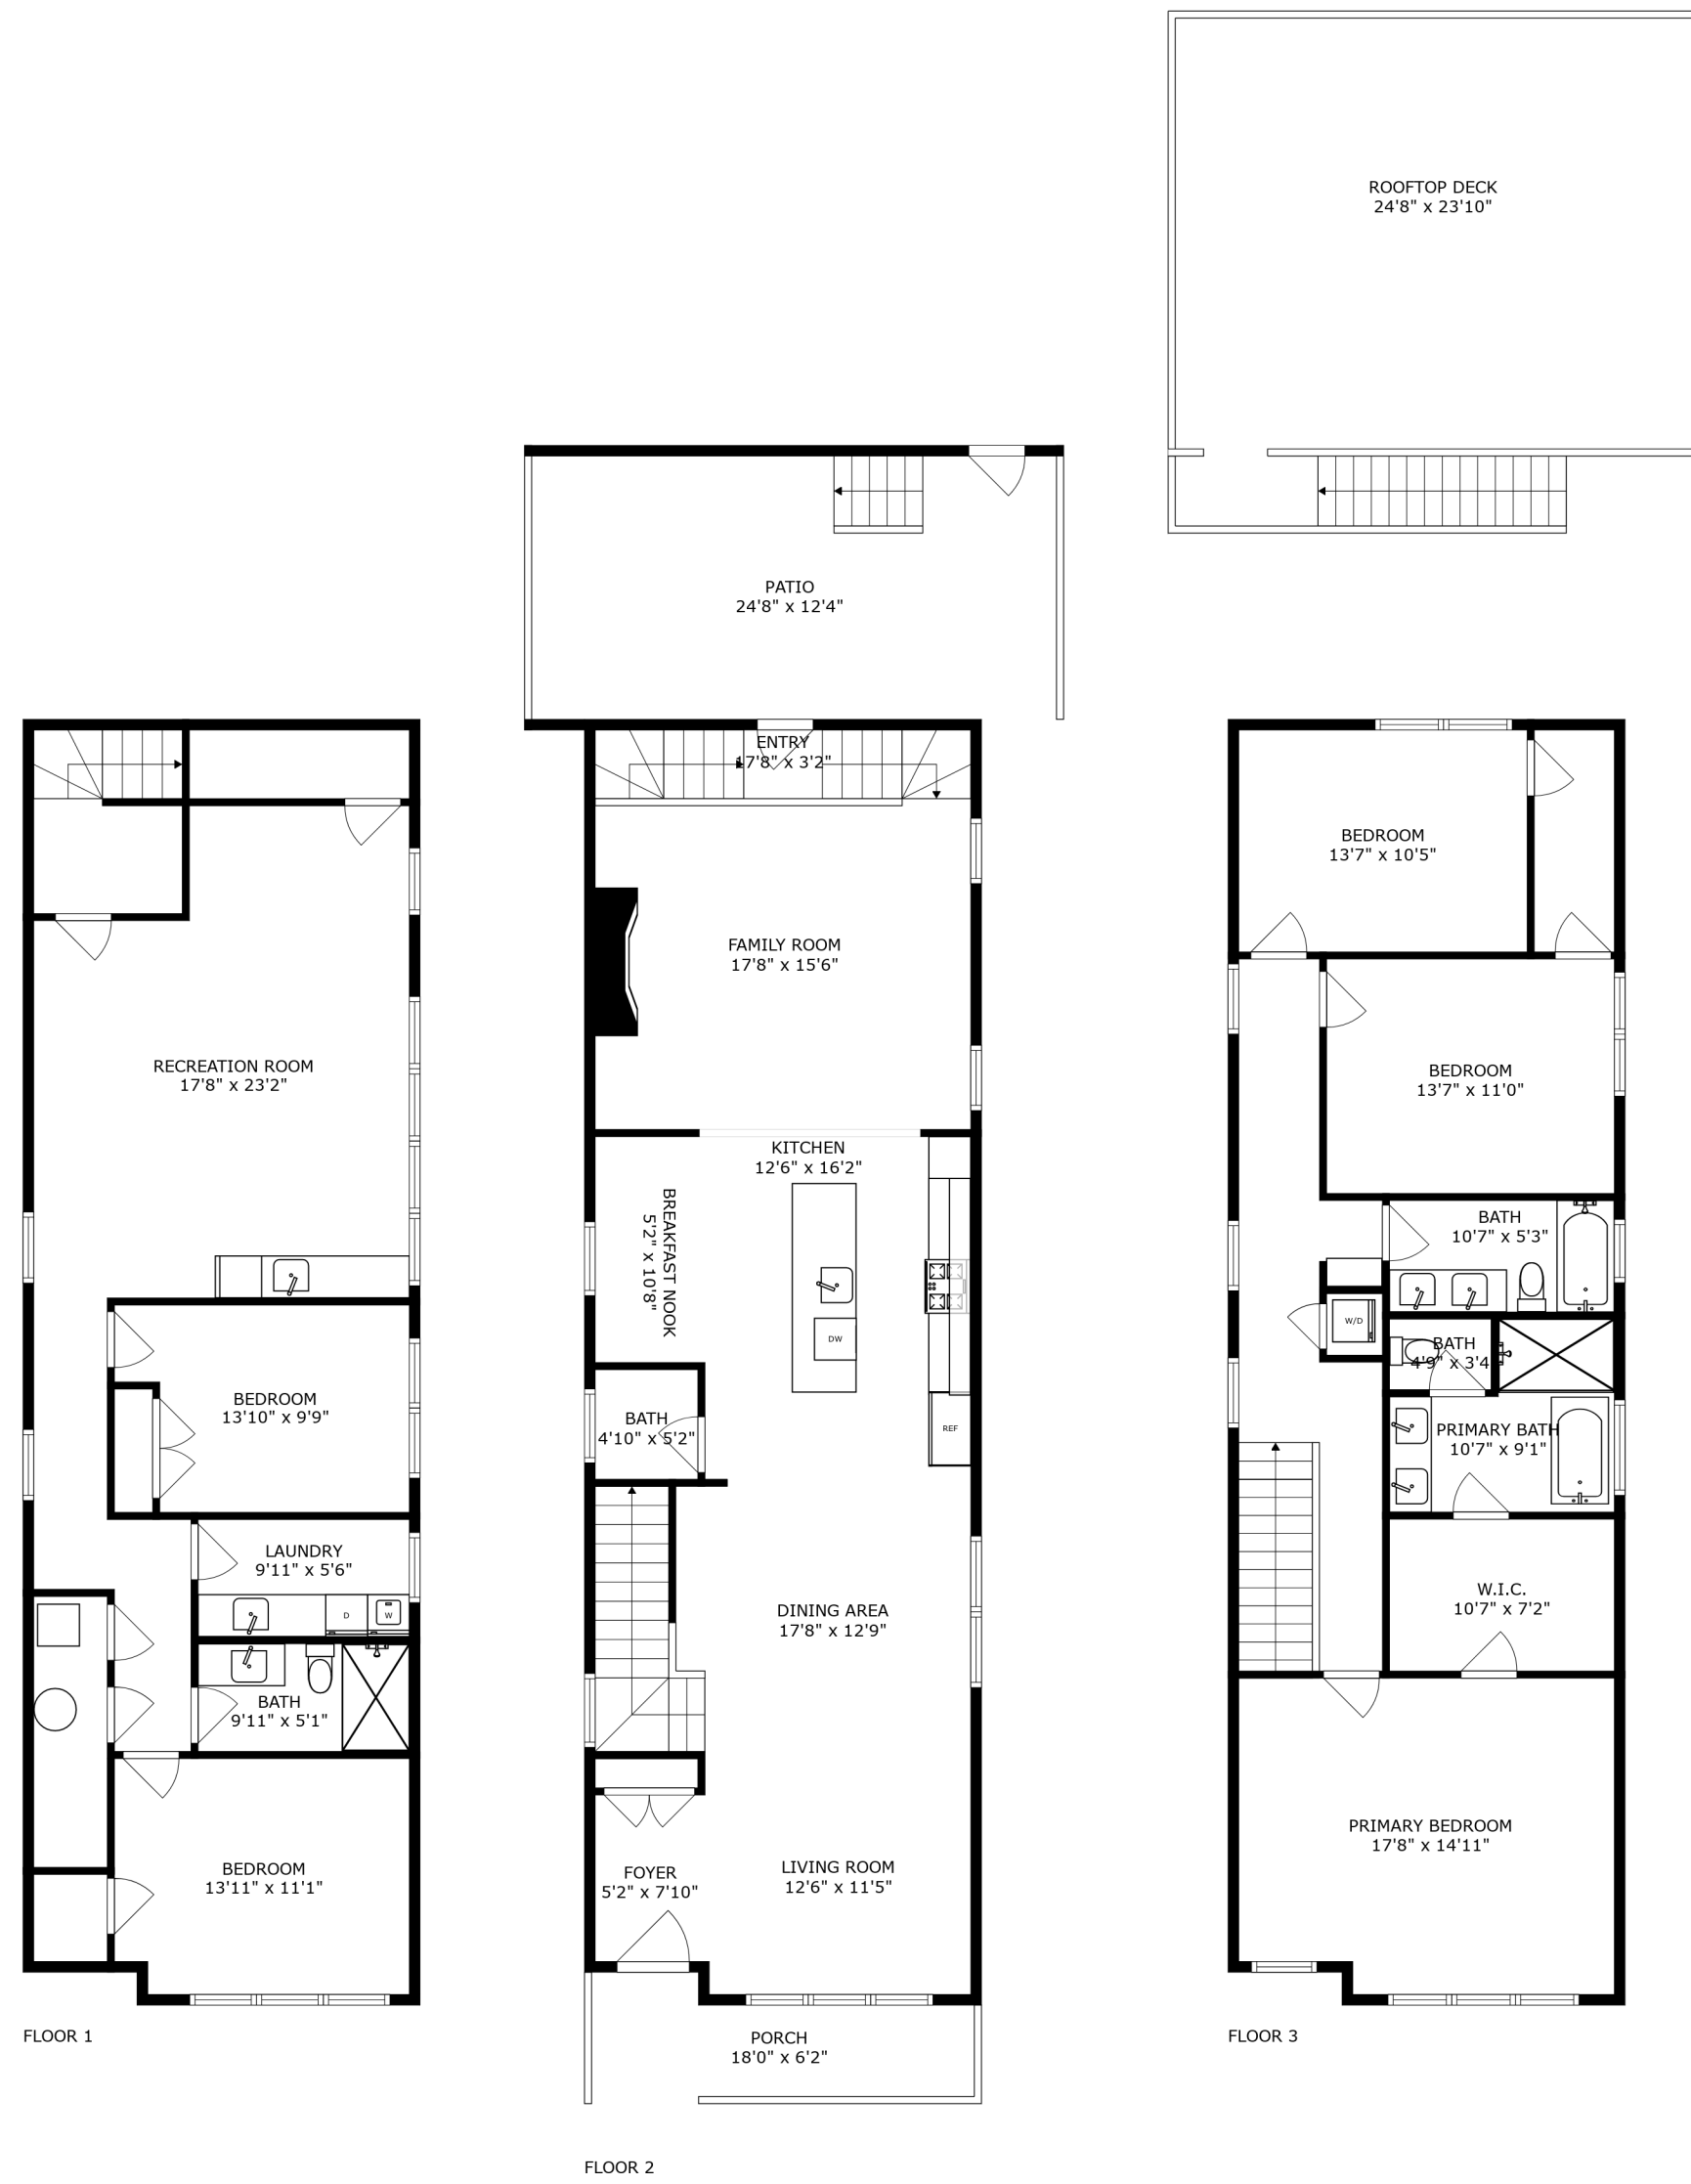 RECREATION ROOM
17'8" x 23'2"
BEDROOM
13'10" x 9'9"
LAUNDRY
9'11" x 5'6"
D
W
BATH
9'11" x 5'1"
BEDROOM
13'11" x 11'1"
FLOOR 1
PATIO
24'8" x 12'4"
ENTRY
17'8" x 3'2"
FAMILY ROOM
17'8" x 15'6"
KITCHEN
12'6" x 16'2"
BREAKFAST NOOK
5'2" x 10'8"
DW
BATH
4'10" x 5'2"
REF
DINING AREA
17'8" x 12'9"
FOYER
5'2" x 7'10"
LIVING ROOM
12'6" x 11'5"
PORCH
18'0" x 6'2"
FLOOR 2
ROOFTOP DECK
24'8" x 23'10"
BEDROOM
13'7" x 10'5"
BEDROOM
13'7" x 11'0"
BATH
10'7" x 5'3"
W/D
BATH
4'9" x 3'4"
PRIMARY BATH
10'7" x 9'1"
W.I.C.
10'7" x 7'2"
PRIMARY BEDROOM
17'8" x 14'11"
FLOOR 3